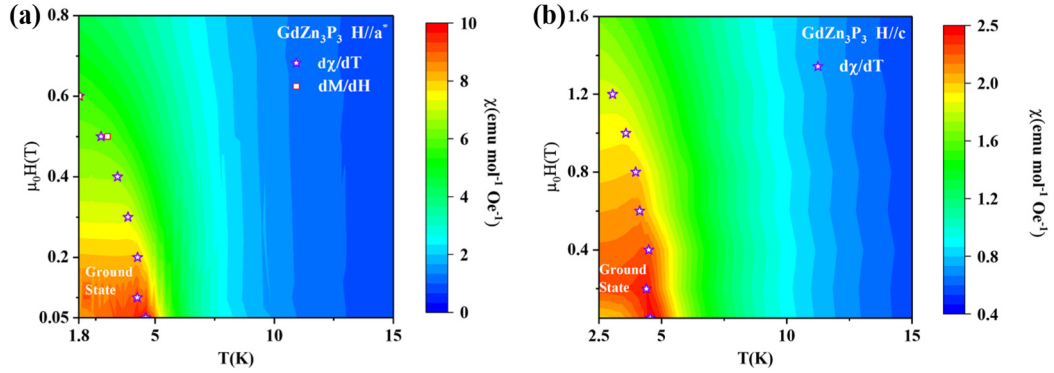 (a)
GdZn₃P₃ H//a*
dχ/dT
dM/dH
Ground
State
μ₀H(T)
0.8
0.6
0.4
0.2
0.05
1.8
5
10
15
T(K)
10
8
6
4
2
0
χ(emu mol⁻¹ Oe⁻¹)
(b)
GdZn₃P₃ H//c
dχ/dT
Ground
State
μ₀H(T)
1.6
1.2
0.8
0.4
0.05
2.5
5
10
15
T(K)
2.5
2.0
1.6
1.2
0.8
0.4
χ(emu mol⁻¹ Oe⁻¹)